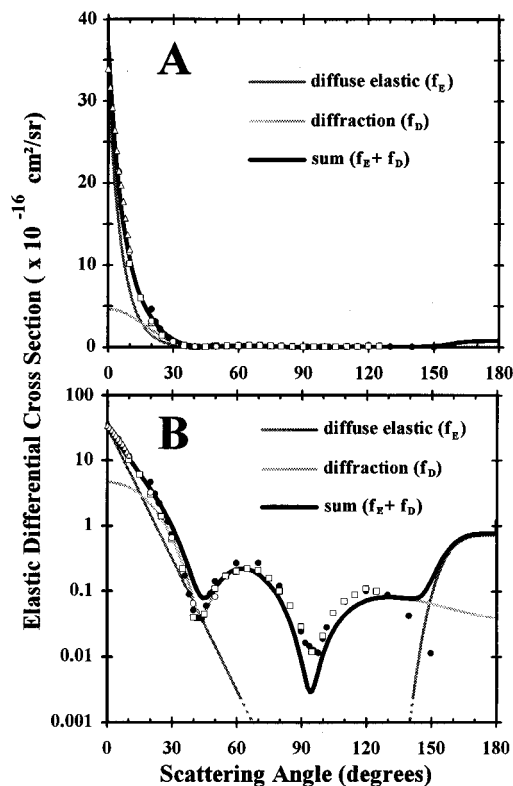 Elastic Differential Cross Section ( x 10 -16 cm²/sr)
40
30
20
10
0
A
diffuse elastic (fE)
diffraction (fD)
sum (fE+ fD)
0 30 60 90 120 150 180
100
10
1
0.1
0.01
0.001
B
diffuse elastic (fE)
diffraction (fD)
sum (fE+ fD)
0 30 60 90 120 150 180
Scattering Angle (degrees)